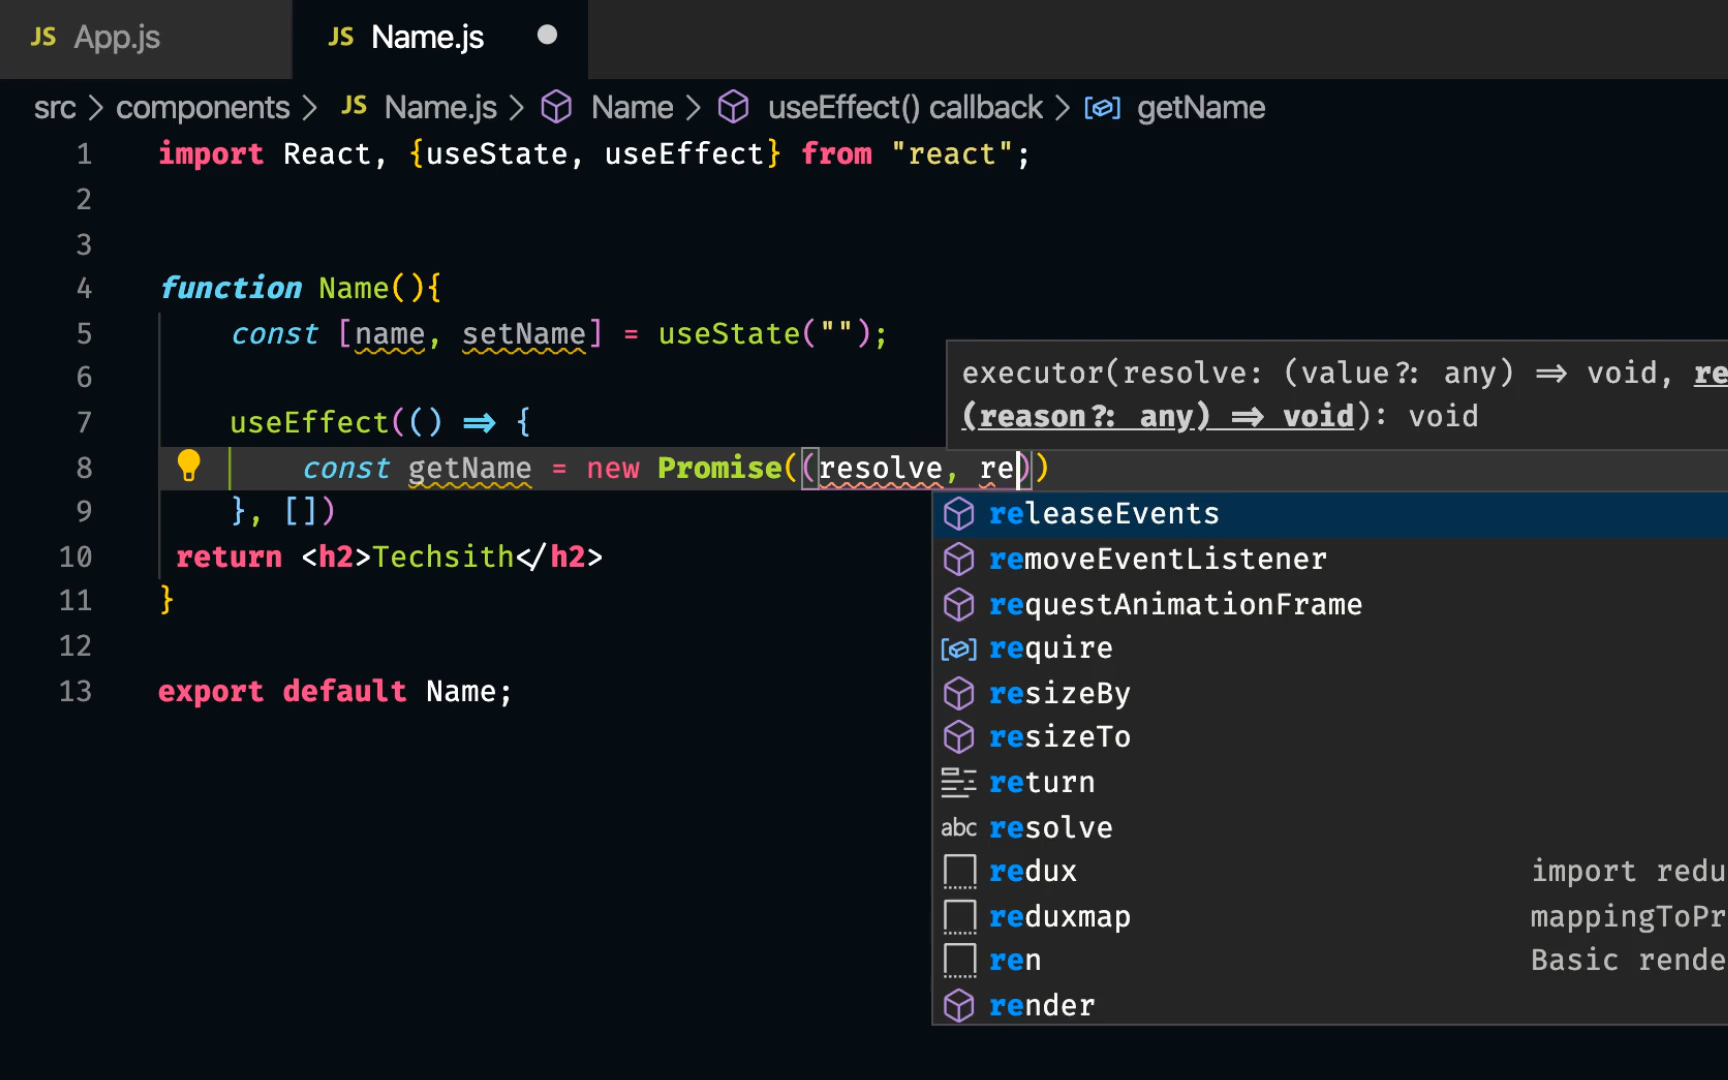 JS App.js JS Name.js
src > components > JS Name.js > Name > useEffect() callback > getName
1 import React, {useState, useEffect} from "react";
2
3
4 function Name(){
5 const [name, setName] = useState("");
6
7 useEffect(() => {
8 const getName = new Promise((resolve, re))
9 }, [])
10 return <h2>Techsith</h2>
11 }
12
13 export default Name;
executor(resolve: (value?: any) => void, re
(reason?: any) => void): void
releaseEvents
removeEventListener
requestAnimationFrame
require
resizeBy
resizeTo
return
abc resolve
redux import redu
reduxmap mappingToPr
ren Basic rende
render